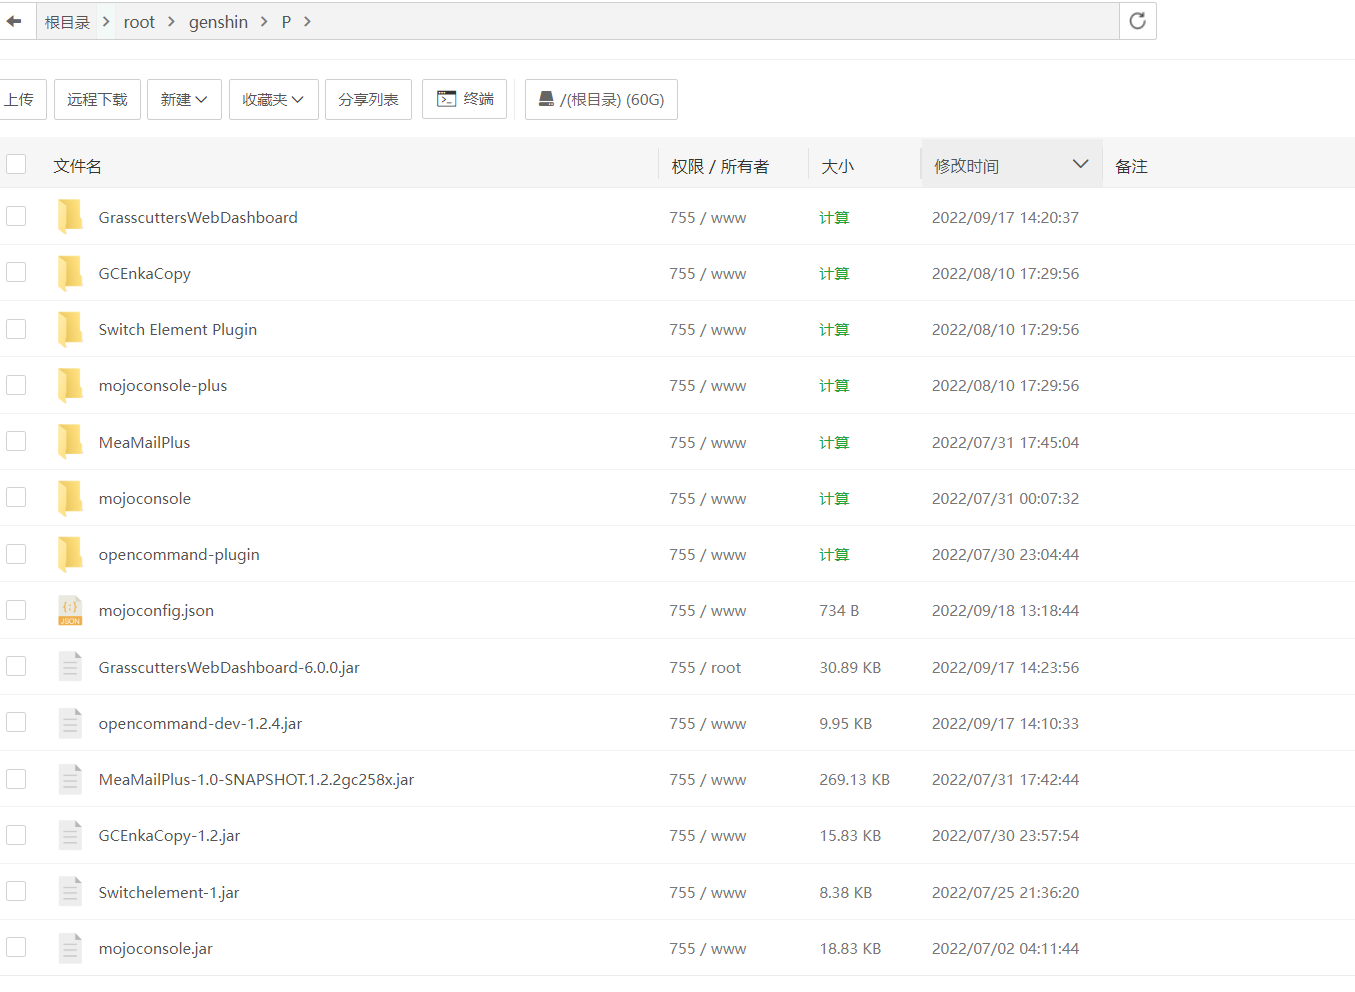 根目录 > root > genshin > P >
上传 远程下载 新建 收藏夹 分享列表 终端 /(根目录) (60G)
文件名 权限 / 所有者 大小 修改时间 备注
GrasscuttersWebDashboard 755 / www 计算 2022/09/17 14:20:37
GCEnkaCopy 755 / www 计算 2022/08/10 17:29:56
Switch Element Plugin 755 / www 计算 2022/08/10 17:29:56
mojoconsole-plus 755 / www 计算 2022/08/10 17:29:56
MeaMailPlus 755 / www 计算 2022/07/31 17:45:04
mojoconsole 755 / www 计算 2022/07/31 00:07:32
opencommand-plugin 755 / www 计算 2022/07/30 23:04:44
{;} JSON mojoconfig.json 755 / www 734 B 2022/09/18 13:18:44
GrasscuttersWebDashboard-6.0.0.jar 755 / root 30.89 KB 2022/09/17 14:23:56
opencommand-dev-1.2.4.jar 755 / www 9.95 KB 2022/09/17 14:10:33
MeaMailPlus-1.0-SNAPSHOT.1.2.2gc258x.jar 755 / www 269.13 KB 2022/07/31 17:42:44
GCEnkaCopy-1.2.jar 755 / www 15.83 KB 2022/07/30 23:57:54
Switchelement-1.jar 755 / www 8.38 KB 2022/07/25 21:36:20
mojoconsole.jar 755 / www 18.83 KB 2022/07/02 04:11:44